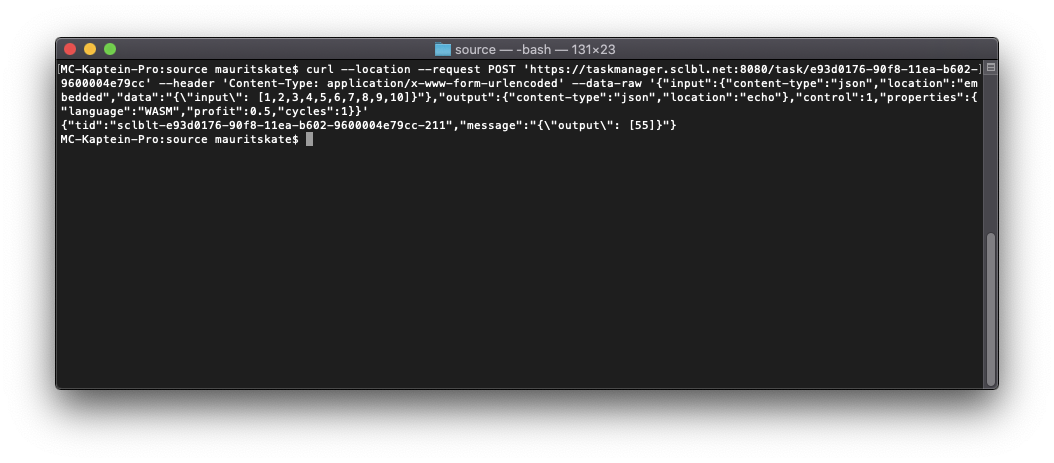 source — -bash — 131×23
[MC-Kaptein-Pro:source mauritskate$ curl --location --request POST 'https://taskmanager.sclbl.net:8080/task/e93d0176-90f8-11ea-b602-]
9600004e79cc' --header 'Content-Type: application/x-www-form-urlencoded' --data-raw '{"input":{"content-type":"json","location":"em
bedded","data":"{\"input\": [1,2,3,4,5,6,7,8,9,10]}"},"output":{"content-type":"json","location":"echo"},"control":1,"properties":{
"language":"WASM","profit":0.5,"cycles":1}}'
{"tid":"sclblt-e93d0176-90f8-11ea-b602-9600004e79cc-211","message":"{\"output\": [55]}"}
MC-Kaptein-Pro:source mauritskate$